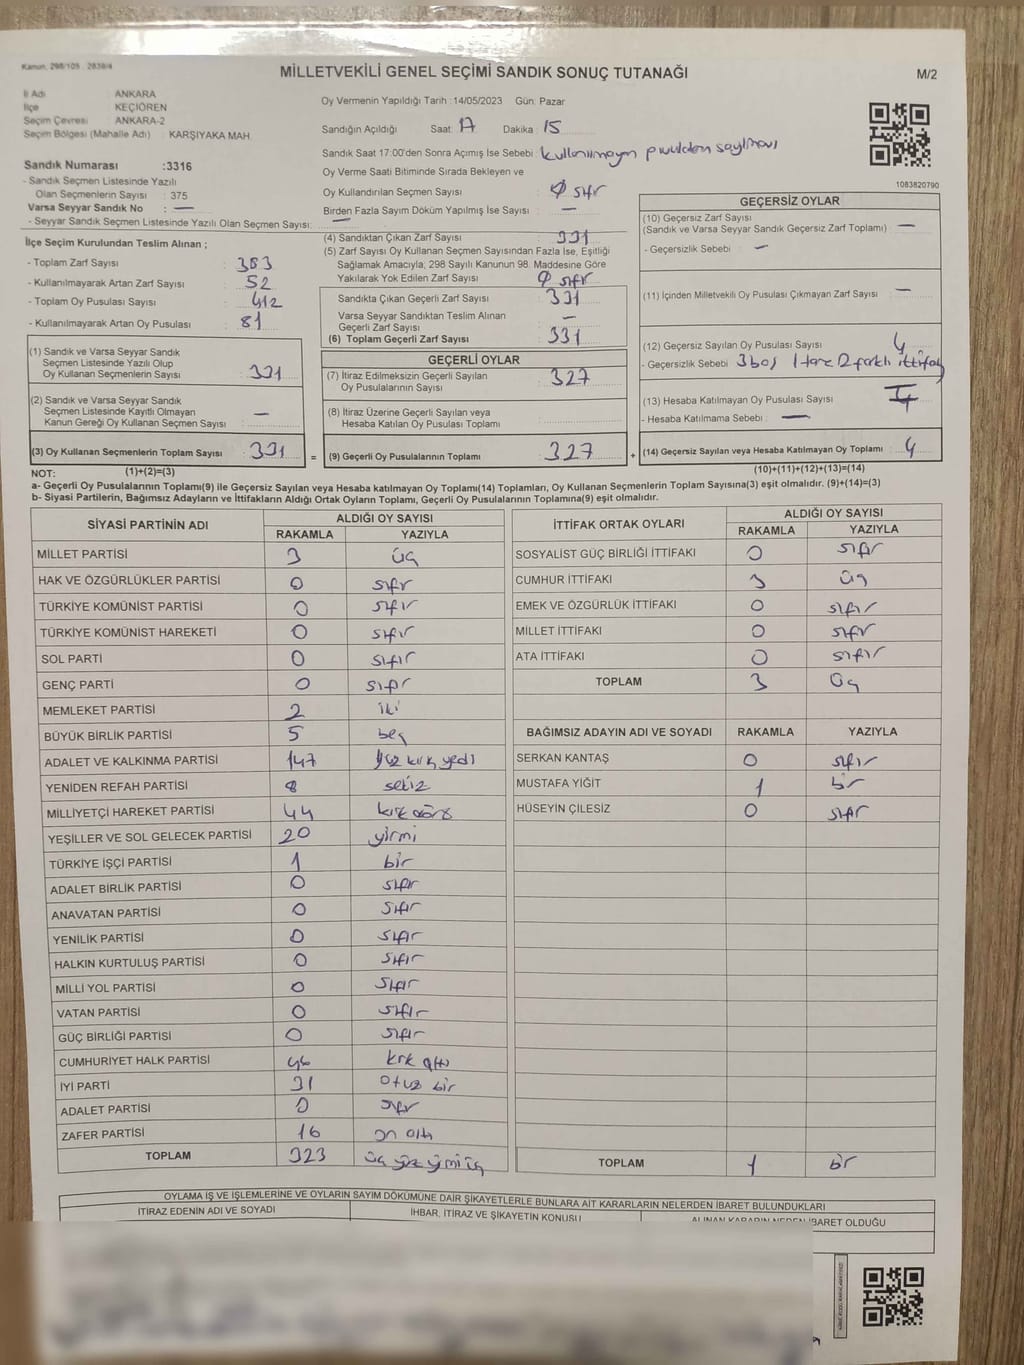 Kanun, 298/105 2839/4
MİLLETVEKİLİ GENEL SEÇİMİ SANDIK SONUÇ TUTANAĞI
M/2
İl Adı : ANKARA
İlçe : KEÇİÖREN
Seçim Çevresi : ANKARA-2
Seçim Bölgesi (Mahalle Adı) : KARŞIYAKA MAH.
Sandık Numarası :3316
- Sandık Seçmen Listesinde Yazılı
Olan Seçmenlerin Sayısı : 375
Varsa Seyyar Sandık No : —
- Seyyar Sandık Seçmen Listesinde Yazılı Olan Seçmen Sayısı: —
Oy Vermenin Yapıldığı Tarih :14/05/2023 Gün: Pazar
Sandığın Açıldığı Saat: 17 Dakika : 15
Sandık Saat 17:00'den Sonra Açımış İse Sebebi : kullanılmayan pusuladan sayılması
Oy Verme Saati Bitiminde Sırada Bekleyen ve
Oy Kullandırılan Seçmen Sayısı : 0 sıfır
Birden Fazla Sayım Döküm Yapılmış İse Sayısı : —
1083820790
İlçe Seçim Kurulundan Teslim Alınan ;
- Toplam Zarf Sayısı : 383
- Kullanılmayarak Artan Zarf Sayısı : 52
- Toplam Oy Pusulası Sayısı : 412
- Kullanılmayarak Artan Oy Pusulası : 81
(1) Sandık ve Varsa Seyyar Sandık
Seçmen Listesinde Yazılı Olup
Oy Kullanan Seçmenlerin Sayısı : 331
(2) Sandık ve Varsa Seyyar Sandık
Seçmen Listesinde Kayıtlı Olmayan
Kanun Gereği Oy Kullanan Seçmen Sayısı : —
(3) Oy Kullanan Seçmenlerin Toplam Sayısı : 331
(4) Sandıktan Çıkan Zarf Sayısı : 331
(5) Zarf Sayısı Oy Kullanan Seçmen Sayısından Fazla İse, Eşitliği
Sağlamak Amacıyla; 298 Sayılı Kanunun 98. Maddesine Göre
Yakılarak Yok Edilen Zarf Sayısı : 0 sıfır
Sandıkta Çıkan Geçerli Zarf Sayısı : 331
Varsa Seyyar Sandıktan Teslim Alınan
Geçerli Zarf Sayısı : —
(6) Toplam Geçerli Zarf Sayısı : 331
GEÇERLİ OYLAR
(7) İtiraz Edilmeksizin Geçerli Sayılan
Oy Pusulalarının Sayısı : 327
(8) İtiraz Üzerine Geçerli Sayılan veya
Hesaba Katılan Oy Pusulası Toplamı :
= (9) Geçerli Oy Pusulalarının Toplamı : 327
GEÇERSİZ OYLAR
(10) Geçersiz Zarf Sayısı
(Sandık ve Varsa Seyyar Sandık Geçersiz Zarf Toplamı) : —
- Geçersizlik Sebebi : —
(11) İçinden Milletvekili Oy Pusulası Çıkmayan Zarf Sayısı : —
(12) Geçersiz Sayılan Oy Pusulası Sayısı : 4
- Geçersizlik Sebebi : 3 boş 1 tane 2 farklı ittifak
(13) Hesaba Katılmayan Oy Pusulası Sayısı :
- Hesaba Katılmama Sebebi : —
+ (14) Geçersiz Sayılan veya Hesaba Katılmayan Oy Toplamı : 4
NOT: (1)+(2)=(3)
(10)+(11)+(12)+(13)=(14)
a- Geçerli Oy Pusulalarının Toplamı(9) ile Geçersiz Sayılan veya Hesaba katılmayan Oy Toplam(14) Toplamları, Oy Kullanan Seçmenlerin Toplam Sayısına(3) eşit olmalıdır. (9)+(14)=(3)
b- Siyasi Partilerin, Bağımsız Adayların ve İttifakların Aldığı Ortak Oyların Toplamı, Geçerli Oy Pusulalarının Toplamına(9) eşit olmalıdır.
SİYASİ PARTİNİN ADI ALDIĞI OY SAYISI
RAKAMLA YAZIYLA
MİLLET PARTİSİ 3 üç
HAK VE ÖZGÜRLÜKLER PARTİSİ 0 sıfır
TÜRKİYE KOMÜNİST PARTİSİ 0 sıfır
TÜRKİYE KOMÜNİST HAREKETİ 0 sıfır
SOL PARTİ 0 sıfır
GENÇ PARTİ 0 sıfır
MEMLEKET PARTİSİ 2 iki
BÜYÜK BİRLİK PARTİSİ 5 beş
ADALET VE KALKINMA PARTİSİ 147 yüz kırk yedi
YENİDEN REFAH PARTİSİ 8 sekiz
MİLLİYETÇİ HAREKET PARTİSİ 44 kırk dört
YEŞİLLER VE SOL GELECEK PARTİSİ 20 yirmi
TÜRKİYE İŞÇİ PARTİSİ 1 bir
ADALET BİRLİK PARTİSİ 0 sıfır
ANAVATAN PARTİSİ 0 sıfır
YENİLİK PARTİSİ 0 sıfır
HALKIN KURTULUŞ PARTİSİ 0 sıfır
MİLLİ YOL PARTİSİ 0 sıfır
VATAN PARTİSİ 0 sıfır
GÜÇ BİRLİĞİ PARTİSİ 0 sıfır
CUMHURİYET HALK PARTİSİ 46 kırk altı
İYİ PARTİ 31 otuz bir
ADALET PARTİSİ 0 sıfır
ZAFER PARTİSİ 16 on altı
TOPLAM 323 üç yüz yirmi üç
İTTİFAK ORTAK OYLARI ALDIĞI OY SAYISI
RAKAMLA YAZIYLA
SOSYALİST GÜÇ BİRLİĞİ İTTİFAKI 0 sıfır
CUMHUR İTTİFAKI 3 üç
EMEK VE ÖZGÜRLÜK İTTİFAKI 0 sıfır
MİLLET İTTİFAKI 0 sıfır
ATA İTTİFAKI 0 sıfır
TOPLAM 3 üç
BAĞIMSIZ ADAYIN ADI VE SOYADI RAKAMLA YAZIYLA
SERKAN KANTAŞ 0 sıfır
MUSTAFA YİĞİT 1 bir
HÜSEYİN ÇİLESİZ 0 sıfır
TOPLAM 1 bir
OYLAMA İŞ VE İŞLEMLERİNE VE OYLARIN SAYIM DÖKÜMÜNE DAİR ŞİKAYETLERLE BUNLARA AİT KARARLARIN NELERDEN İBARET BULUNDUKLARI
İTİRAZ EDENİN ADI VE SOYADI İHBAR, İTİRAZ VE ŞİKAYETİN KONUSU ALINAN KARARIN NEDEN İBARET OLDUĞU